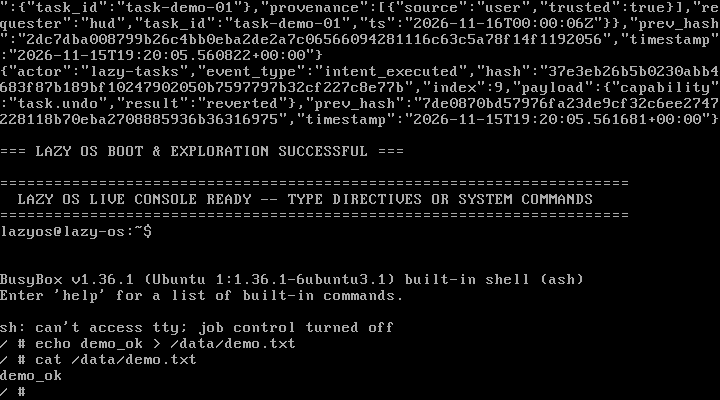 ":{"task_id":"task-demo-01"},"provenance":[{"source":"user","trusted":true}],"re
quester":"hud","task_id":"task-demo-01","ts":"2026-11-16T00:00:06Z"}},"prev_hash
":"2dc7dba008799b26c4bb0eba2de2a7c06566094281116c63c5a78f14f1192056","timestamp"
:"2026-11-15T19:20:05.560822+00:00"}
{"actor":"lazy-tasks","event_type":"intent_executed","hash":"37e3eb26b5b0230abb4
683f87b189bf10247902050b7597797b32cf227c8e77b","index":9,"payload":{"capability"
:"task.undo","result":"reverted"},"prev_hash":"7de0870bd57976fa23de9cf32c6ee2747
228118b70eba2708885936b36316975","timestamp":"2026-11-15T19:20:05.561681+00:00"}
=== LAZY OS BOOT & EXPLORATION SUCCESSFUL ===
======================================================================
LAZY OS LIVE CONSOLE READY -- TYPE DIRECTIVES OR SYSTEM COMMANDS
======================================================================
lazyos@lazy-os:~$
BusyBox v1.36.1 (Ubuntu 1:1.36.1-6ubuntu3.1) built-in shell (ash)
Enter 'help' for a list of built-in commands.
sh: can't access tty; job control turned off
/ # echo demo_ok > /data/demo.txt
/ # cat /data/demo.txt
demo_ok
/ #